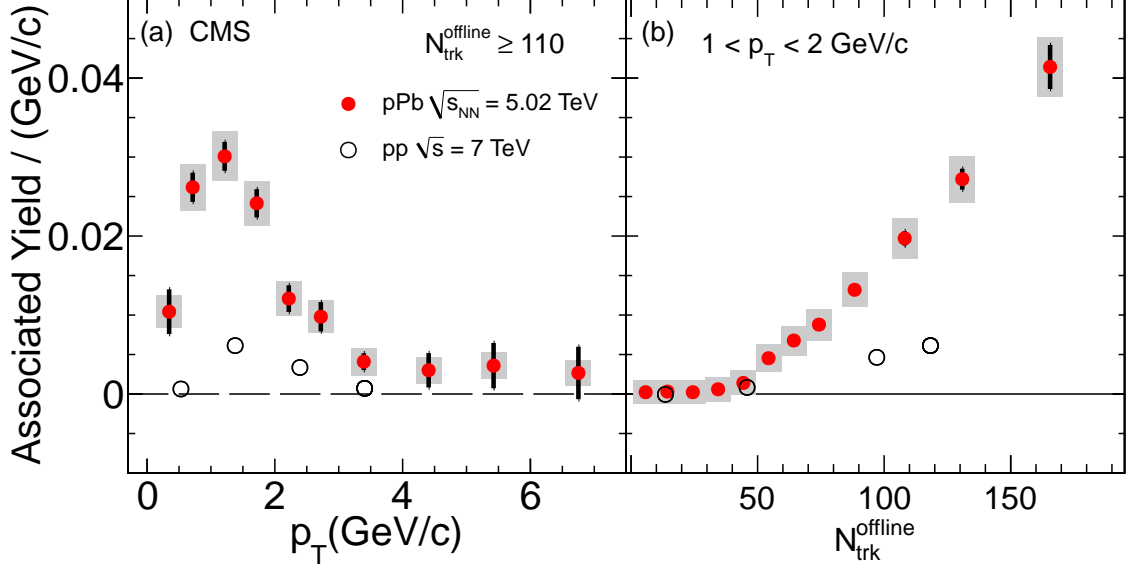 (a) CMS
N_trk^offline ≥ 110
pPb √s_NN = 5.02 TeV
pp √s = 7 TeV
(b) 1 < p_T < 2 GeV/c
Associated Yield / (GeV/c)
0.04
0.02
0
0 2 4 6
p_T(GeV/c)
50 100 150
N_trk^offline